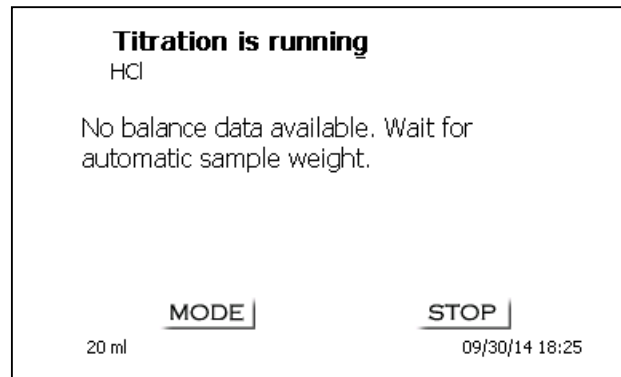 Titration is running
HCl
No balance data available. Wait for
automatic sample weight.
MODE STOP
20 ml 09/30/14 18:25